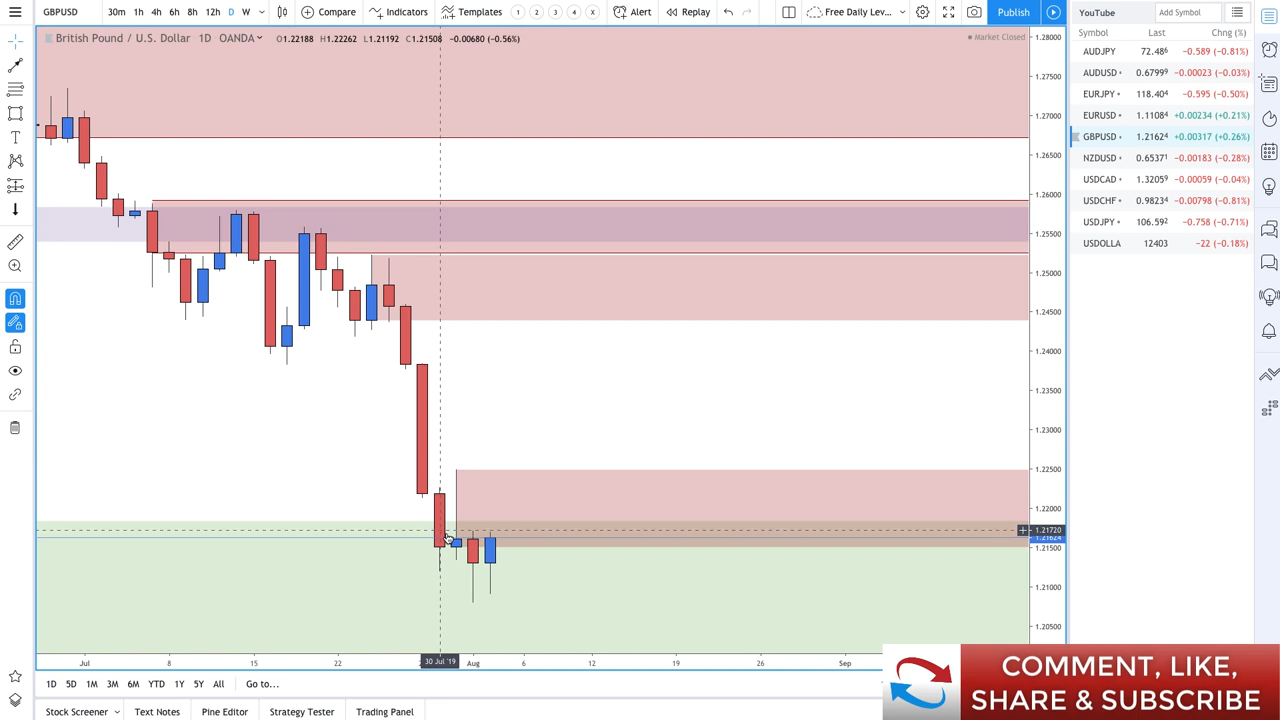 GBPUSD 30m 1h 4h 6h 8h 12h D W Compare Indicators Templates 1 2 3 4 X Alert Replay Free Daily Lev... Publish
British Pound / U.S. Dollar 1D OANDA O1.22188 H1.22262 L1.21192 C1.21508 −0.00680 (−0.56%) Market Closed
1.28000
1.27500
1.27000
1.26500
1.26000
1.25500
1.25000
1.24500
1.24000
1.23500
1.23000
1.22500
1.22000
1.21720
1.21624
1.21500
1.21000
1.20500
Jul 8 15 22 30 Jul '19 Aug 6 12 19 26 Sep
1D 5D 1M 3M 6M YTD 1Y 5Y All Go to...
Stock Screener Text Notes Pine Editor Strategy Tester Trading Panel
YouTube Add Symbol
Symbol Last Chng (%)
AUDJPY 72.486 −0.589 (−0.81%)
AUDUSD 0.67999 −0.00023 (−0.03%)
EURJPY 118.404 −0.595 (−0.50%)
EURUSD 1.11084 +0.00234 (+0.21%)
GBPUSD 1.21624 +0.00317 (+0.26%)
NZDUSD 0.65371 −0.00183 (−0.28%)
USDCAD 1.32059 −0.00059 (−0.04%)
USDCHF 0.98234 −0.00798 (−0.81%)
USDJPY 106.592 −0.758 (−0.71%)
USDOLLA 12403 −22 (−0.18%)
COMMENT, LIKE,
SHARE & SUBSCRIBE